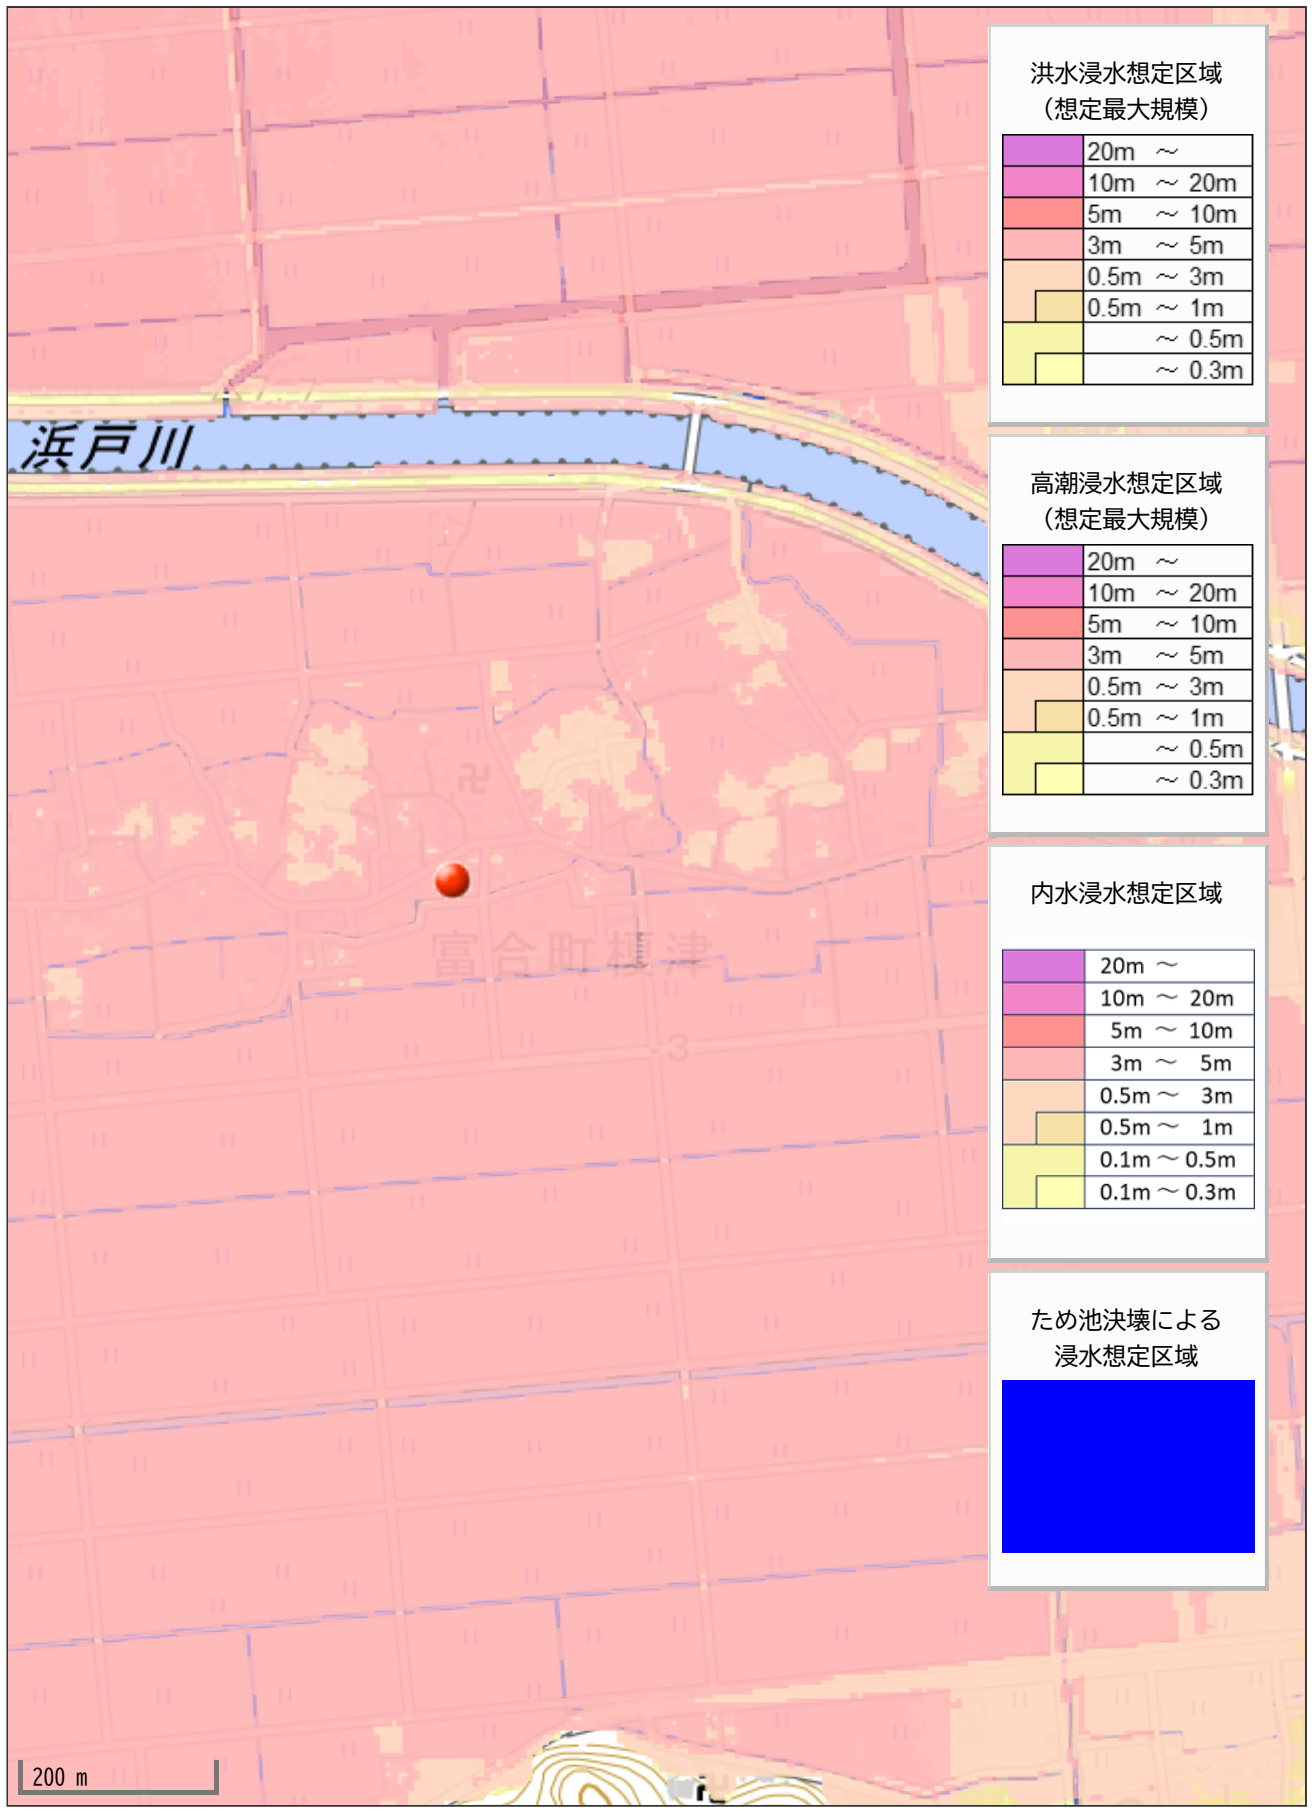 洪水浸水想定区域
（想定最大規模）
20m ～
10m ～ 20m
5m ～ 10m
3m ～ 5m
0.5m ～ 3m
0.5m ～ 1m
～ 0.5m
～ 0.3m
浜戸川
高潮浸水想定区域
（想定最大規模）
20m ～
10m ～ 20m
5m ～ 10m
3m ～ 5m
0.5m ～ 3m
0.5m ～ 1m
～ 0.5m
～ 0.3m
内水浸水想定区域
20m ～
10m ～ 20m
5m ～ 10m
3m ～ 5m
0.5m ～ 3m
0.5m ～ 1m
0.1m ～ 0.5m
0.1m ～ 0.3m
富合町榎津
・3
ため池決壊による
浸水想定区域
200 m